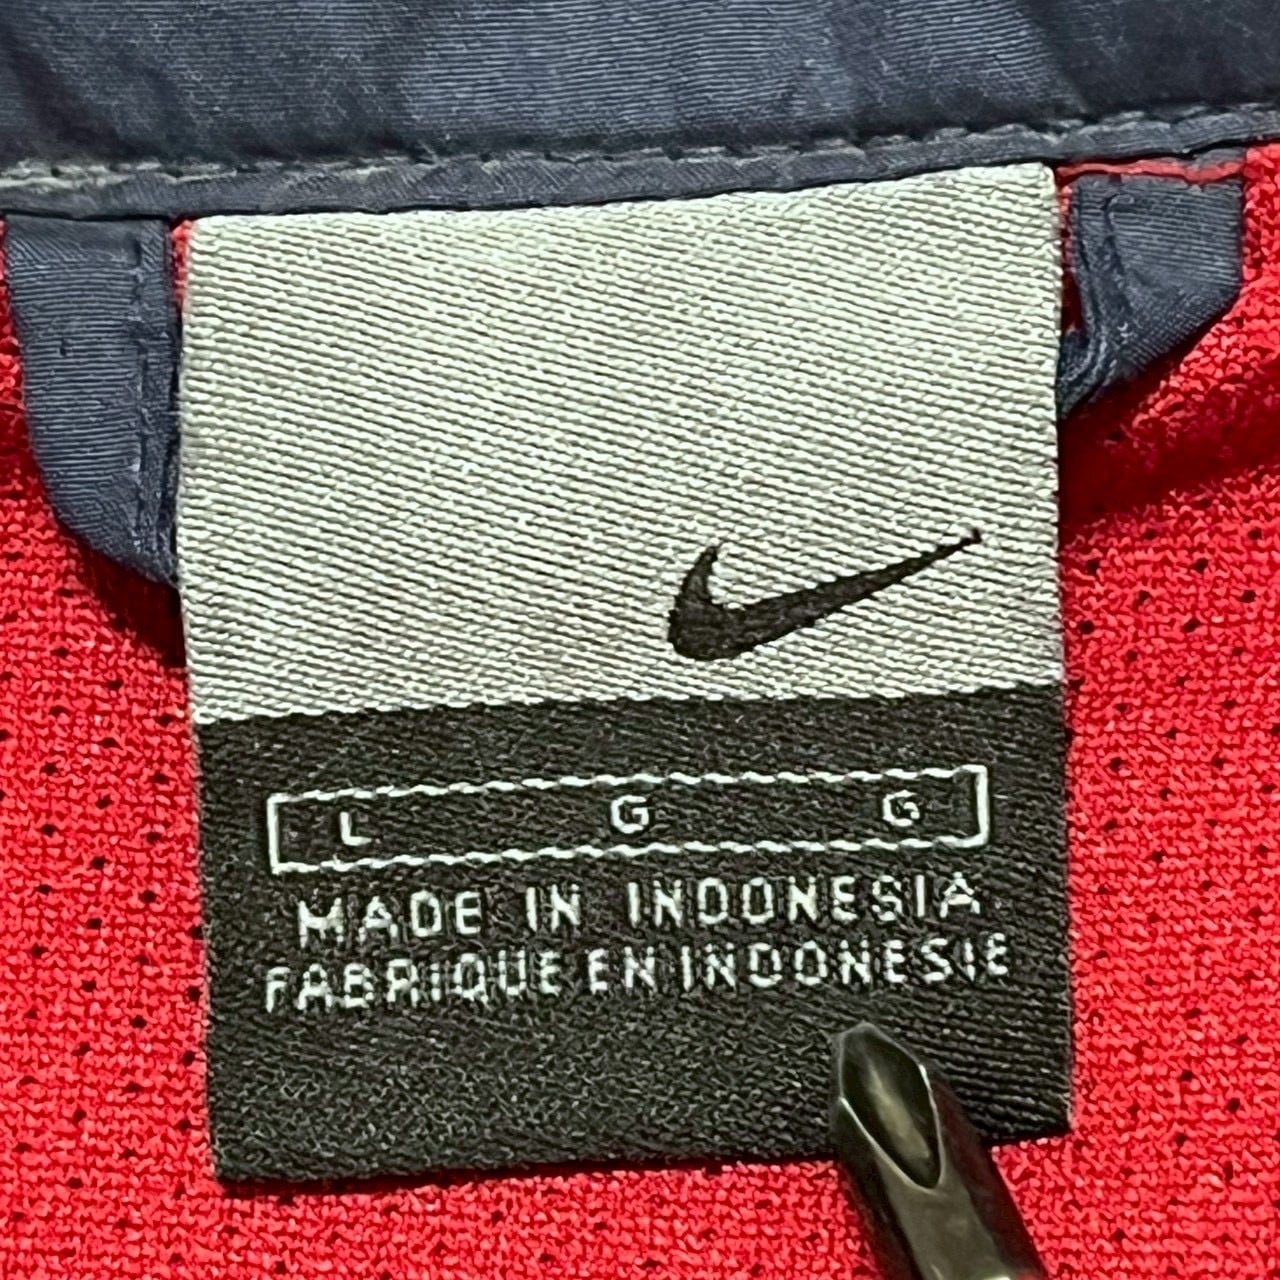 L G G
MADE IN INDONESIA
FABRIQUE EN INDONESIE